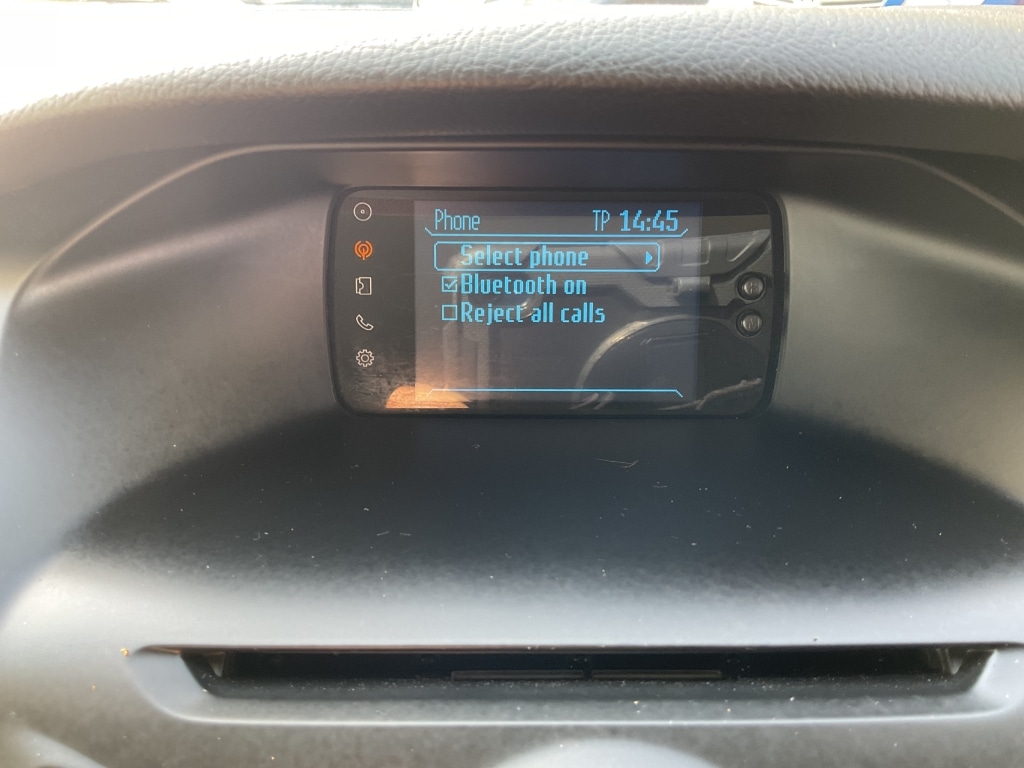 Phone TP 14:45
Select phone
Bluetooth on
Reject all calls